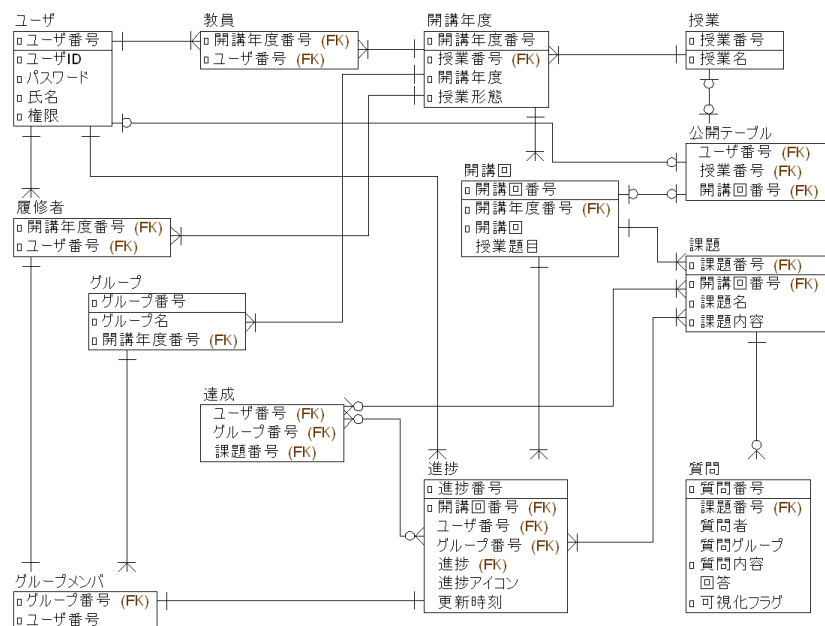 ユーザ
ユーザ番号
ユーザID
パスワード
氏名
権限
教員
開講年度番号 (FK)
ユーザ番号 (FK)
開講年度
開講年度番号
授業番号 (FK)
開講年度
授業形態
授業
授業番号
授業名
公開テーブル
ユーザ番号 (FK)
授業番号 (FK)
開講回番号 (FK)
開講回
開講回番号
開講年度番号 (FK)
開講回
授業題目
履修者
開講年度番号 (FK)
ユーザ番号 (FK)
課題
課題番号 (FK)
開講回番号 (FK)
課題名
課題内容
グループ
グループ番号
グループ名
開講年度番号 (FK)
達成
ユーザ番号 (FK)
グループ番号 (FK)
課題番号 (FK)
進捗
進捗番号
開講回番号 (FK)
ユーザ番号 (FK)
グループ番号 (FK)
進捗 (FK)
進捗アイコン
更新時刻
質問
質問番号
課題番号 (FK)
質問者
質問グループ
質問内容
回答
可視化フラグ
グループメンバ
グループ番号 (FK)
ユーザ番号